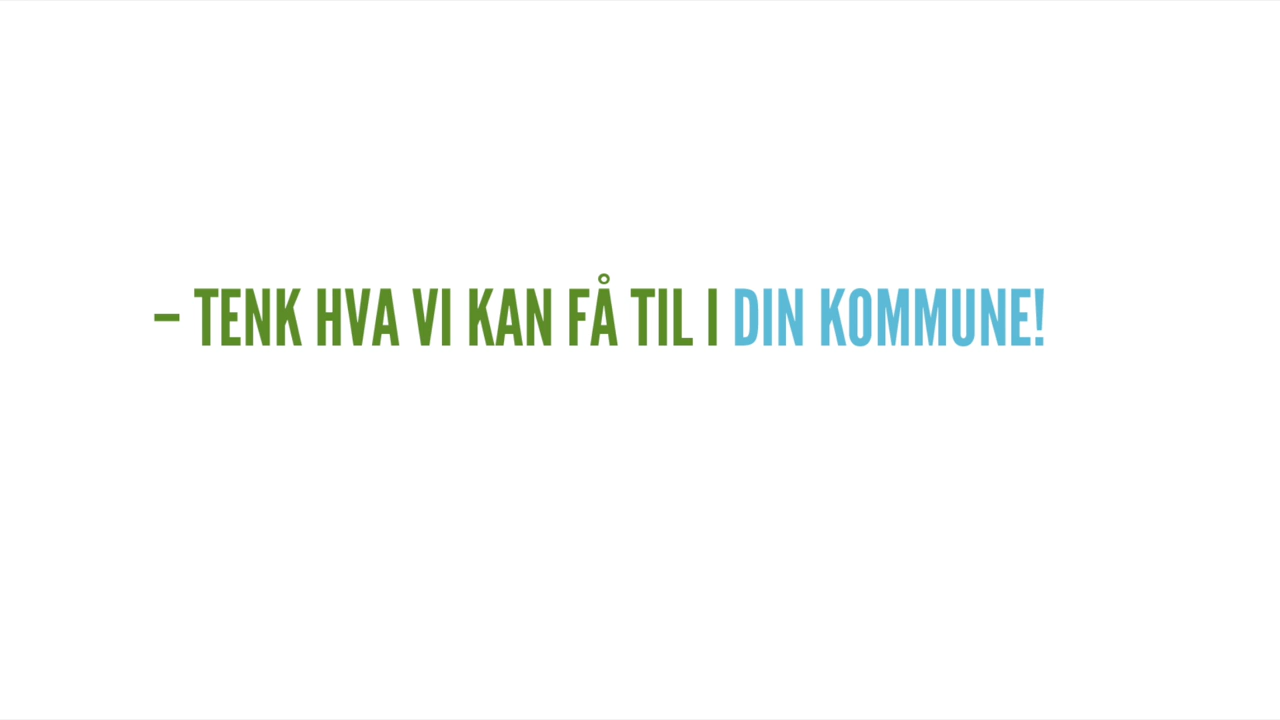 – TENK HVA VI KAN FÅ TIL I DIN KOMMUNE!